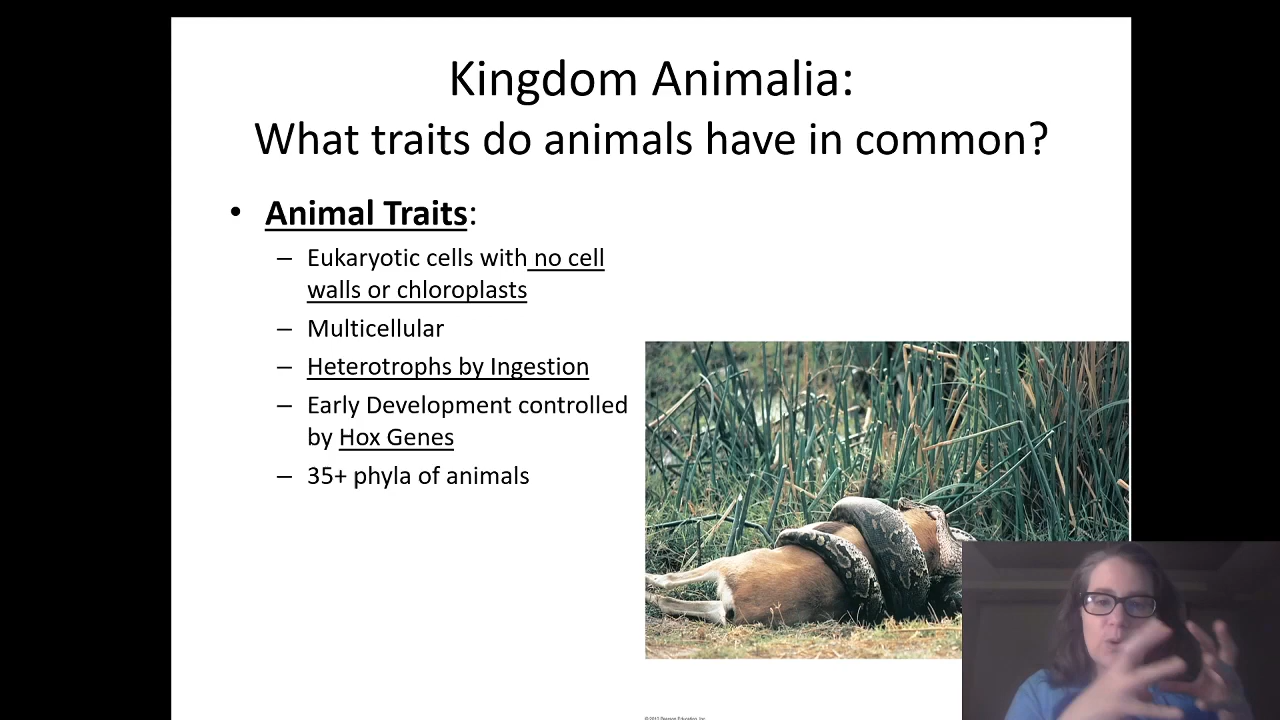 Kingdom Animalia:
What traits do animals have in common?
• Animal Traits:
– Eukaryotic cells with no cell
walls or chloroplasts
– Multicellular
– Heterotrophs by Ingestion
– Early Development controlled
by Hox Genes
– 35+ phyla of animals